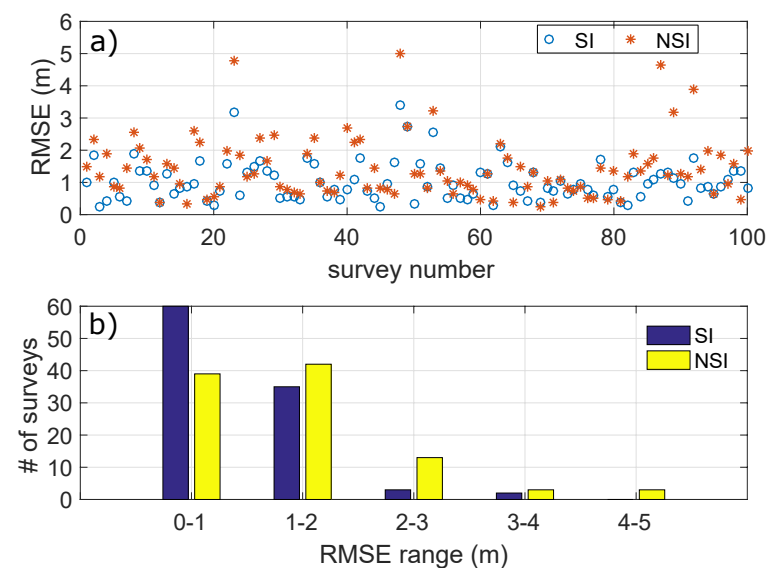 a)
SI NSI
RMSE (m)
6
5
4
3
2
1
0
0 20 40 60 80 100
survey number
b)
SI
NSI
# of surveys
60
50
40
30
20
10
0
0-1 1-2 2-3 3-4 4-5
RMSE range (m)